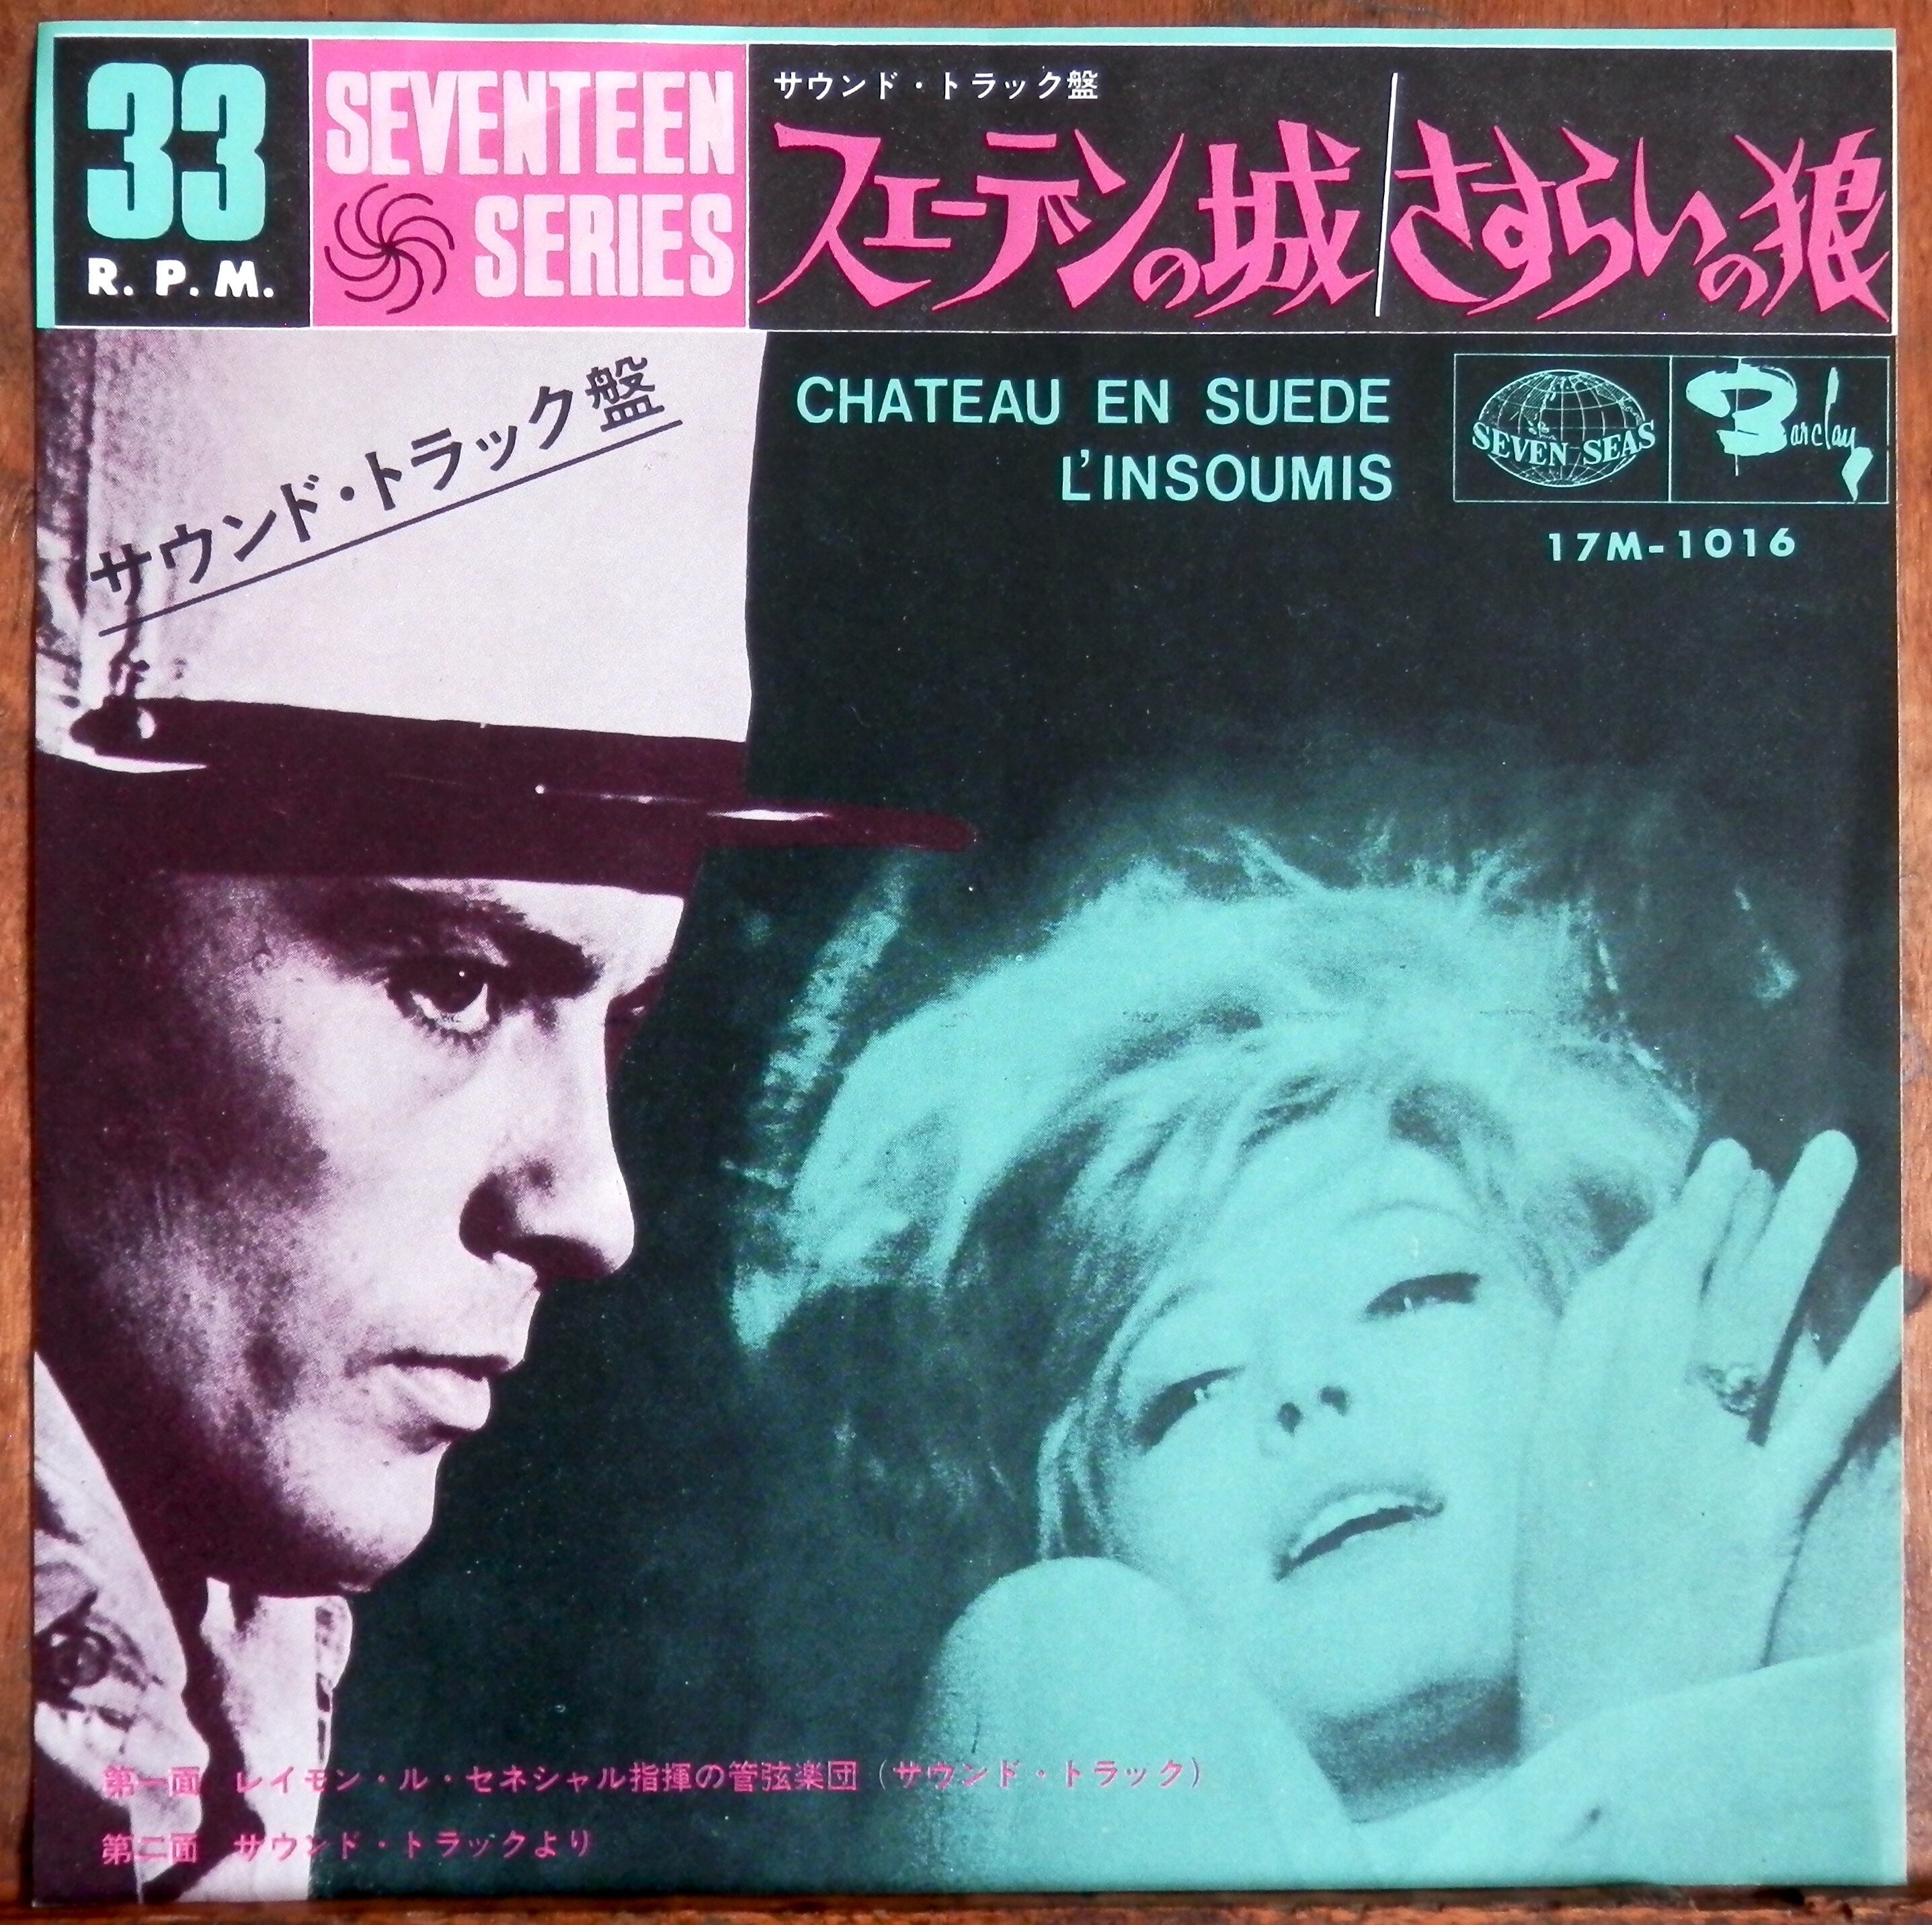 33
R. P. M.
SEVENTEEN
SERIES
サウンド・トラック盤
スエーデンの城/さすらいの狼
サウンド・トラック盤
CHATEAU EN SUEDE
L'INSOUMIS
SEVEN SEAS
Barclay
17M-1016
第一面　レイモン・ル・セネシャル指揮の管弦楽団（サウンド・トラック）
第二面　サウンド・トラックより